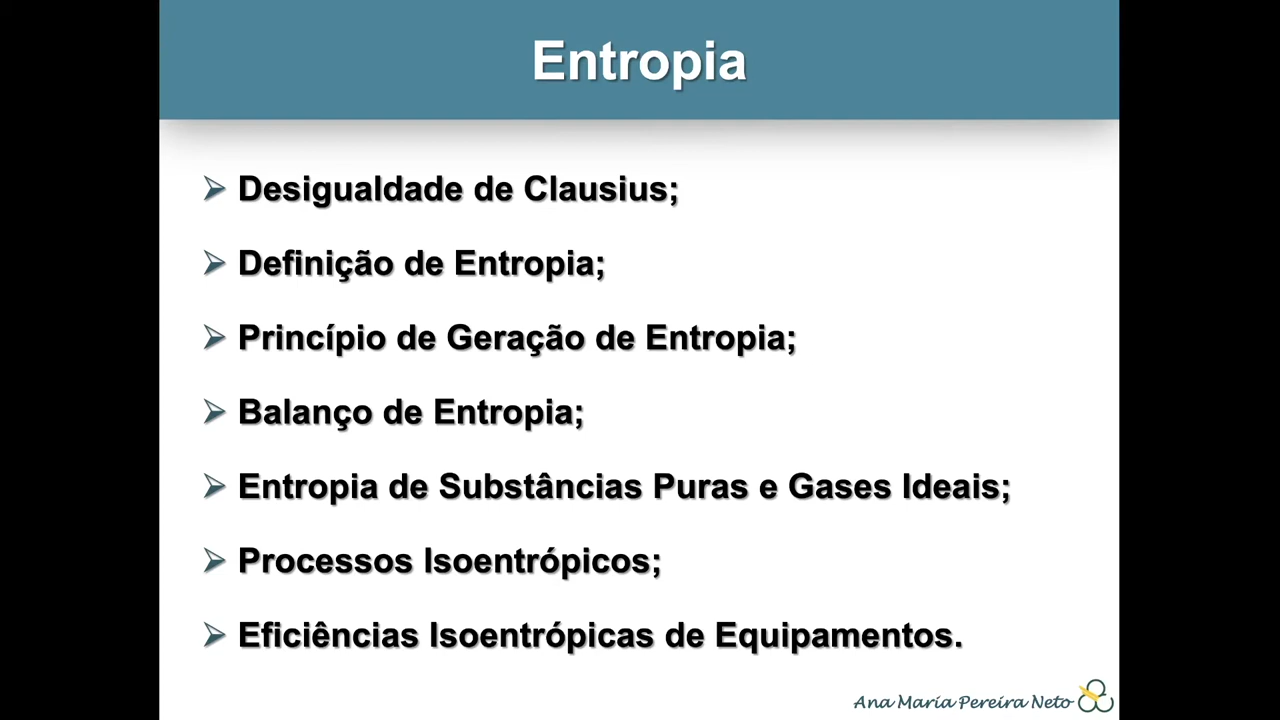 Entropia
Desigualdade de Clausius;
Definição de Entropia;
Princípio de Geração de Entropia;
Balanço de Entropia;
Entropia de Substâncias Puras e Gases Ideais;
Processos Isoentrópicos;
Eficiências Isoentrópicas de Equipamentos.
Ana Maria Pereira Neto